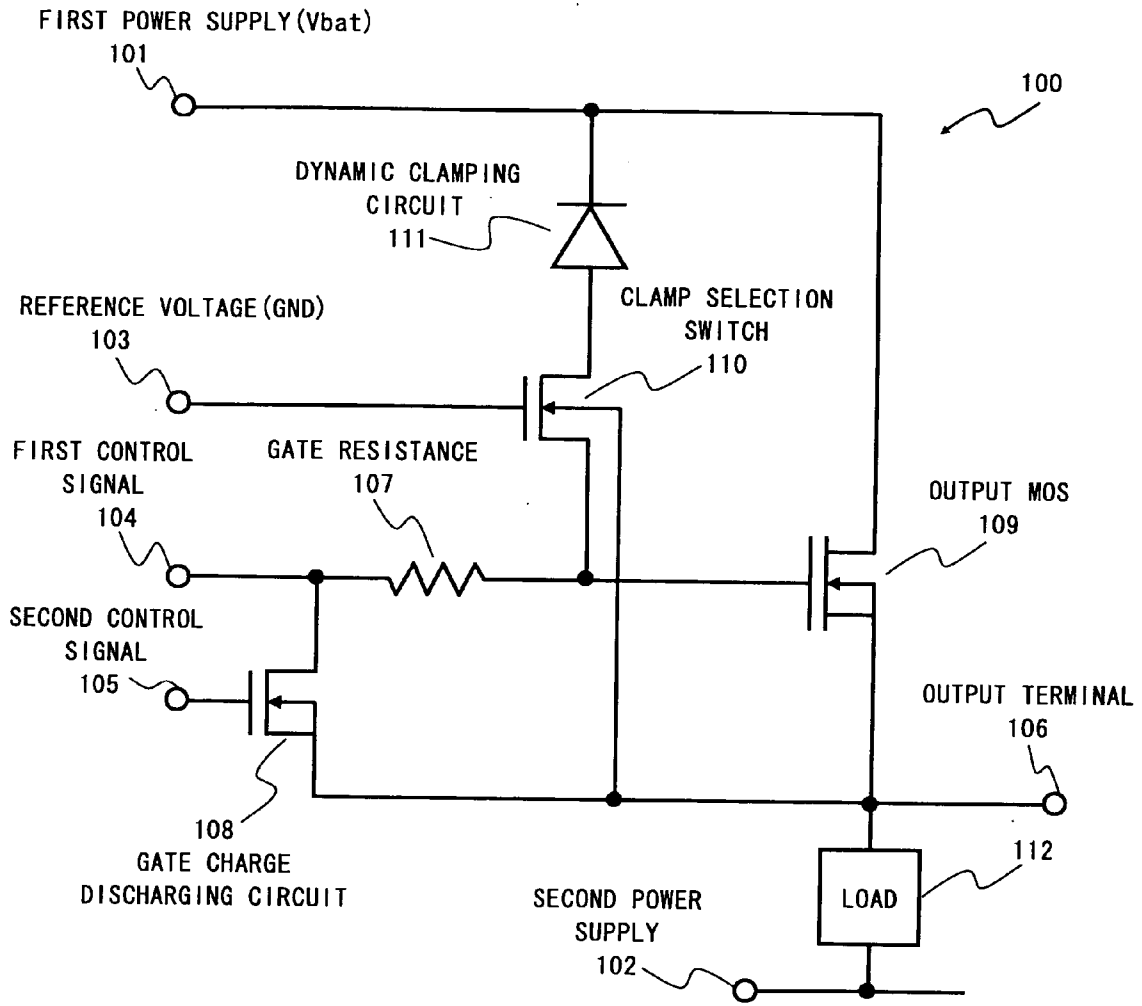 FIRST POWER SUPPLY(Vbat)
101
100
DYNAMIC CLAMPING
CIRCUIT
111
CLAMP SELECTION
SWITCH
110
REFERENCE VOLTAGE(GND)
103
FIRST CONTROL
SIGNAL
104
GATE RESISTANCE
107
OUTPUT MOS
109
SECOND CONTROL
SIGNAL
105
OUTPUT TERMINAL
106
108
GATE CHARGE
DISCHARGING CIRCUIT
112
LOAD
SECOND POWER
SUPPLY
102